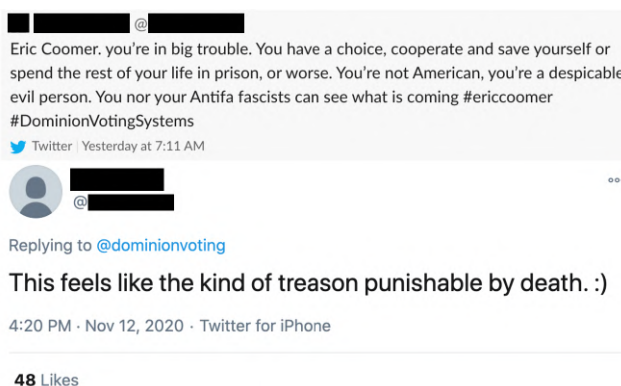 @
Eric Coomer. you're in big trouble. You have a choice, cooperate and save yourself or
spend the rest of your life in prison, or worse. You're not American, you're a despicable
evil person. You nor your Antifa fascists can see what is coming #ericcoomer
#DominionVotingSystems
Twitter | Yesterday at 7:11 AM
@
Replying to @dominionvoting
This feels like the kind of treason punishable by death. :)
4:20 PM · Nov 12, 2020 · Twitter for iPhone
48 Likes